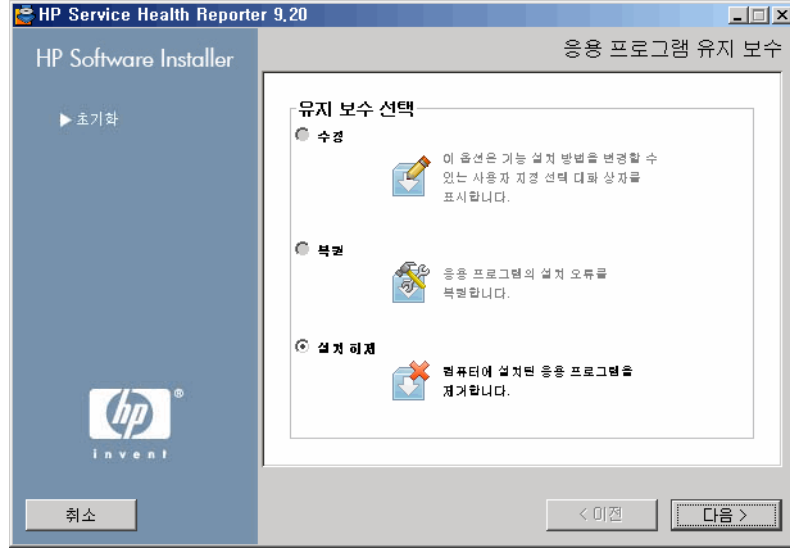 HP Service Health Reporter 9,20
HP Software Installer
응용 프로그램 유지 보수
▶ 초기화
유지 보수 선택
수정
이 옵션은 기능 설치 방법을 변경할 수
있는 사용자 지정 선택 대화 상자를
표시합니다.
복원
응용 프로그램의 설치 오류를
복원합니다.
설치 해제
컴퓨터에 설치된 응용 프로그램을
제거합니다.
hp
®
invent
취소
< 이전
다음 >